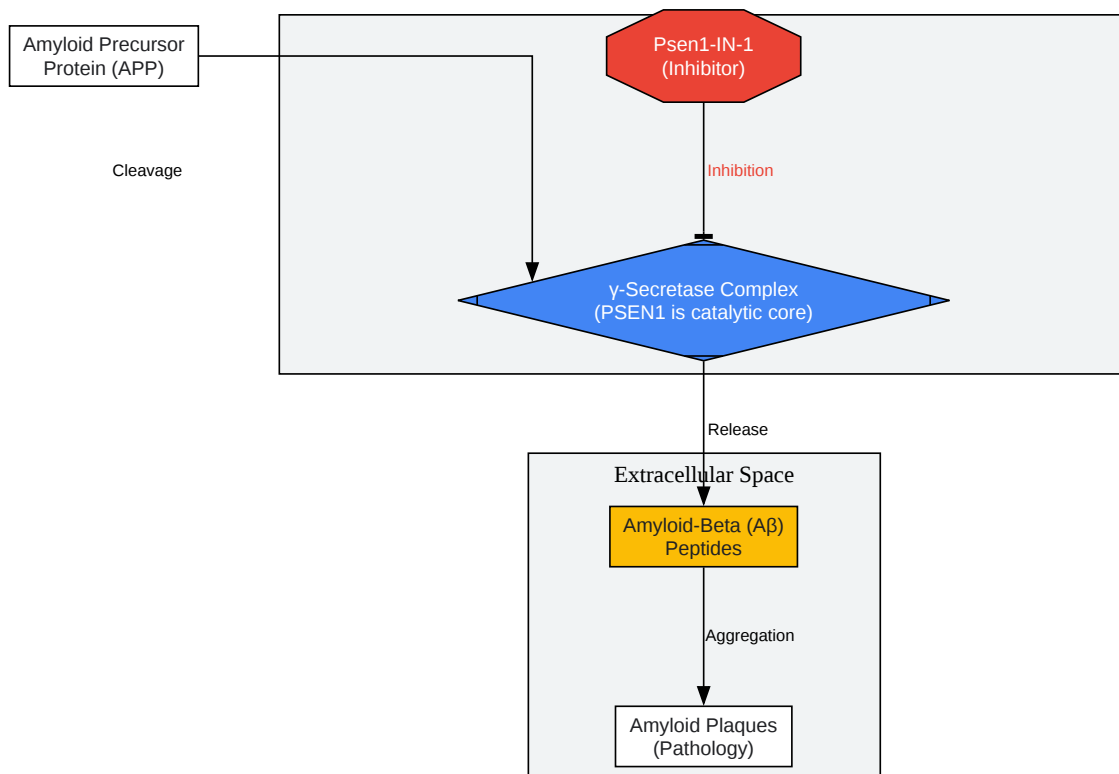 Amyloid Precursor
Protein (APP)
Psen1-IN-1
(Inhibitor)
Cleavage
Inhibition
γ-Secretase Complex
(PSEN1 is catalytic core)
Release
Extracellular Space
Amyloid-Beta (Aβ)
Peptides
Aggregation
Amyloid Plaques
(Pathology)